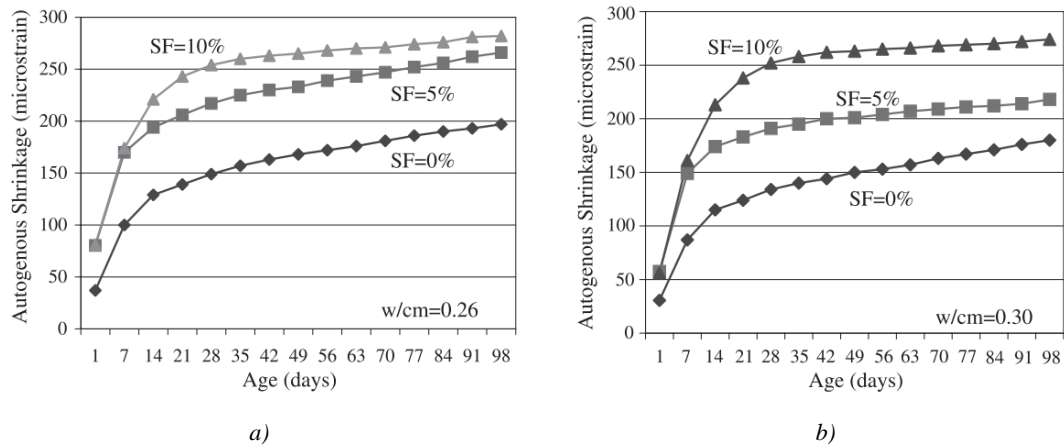 Autogenous Shrinkage (microstrain)
300
250
200
150
100
50
0
SF=10%
SF=5%
SF=0%
w/cm=0.26
1 7 14 21 28 35 42 49 56 63 70 77 84 91 98
Age (days)
a)
Autogenous Shrinkage (microstrain)
300
250
200
150
100
50
0
SF=10%
SF=5%
SF=0%
w/cm=0.30
1 7 14 21 28 35 42 49 56 63 70 77 84 91 98
Age (days)
b)